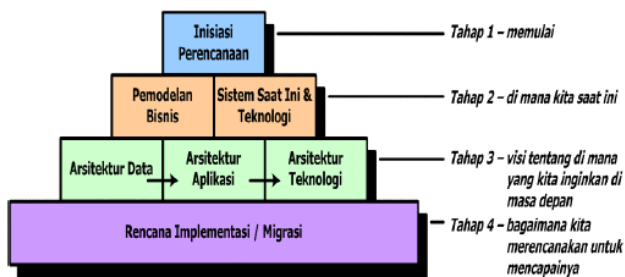 Inisiasi
Perencanaan
Tahap 1 – memulai
Pemodelan
Bisnis
Sistem Saat Ini &
Teknologi
Tahap 2 – di mana kita saat ini
Arsitektur Data
Arsitektur
Aplikasi
Arsitektur
Teknologi
Tahap 3 – visi tentang di mana
yang kita inginkan di
masa depan
Rencana Implementasi / Migrasi
Tahap 4 – bagaimana kita
merencanakan untuk
mencapainya